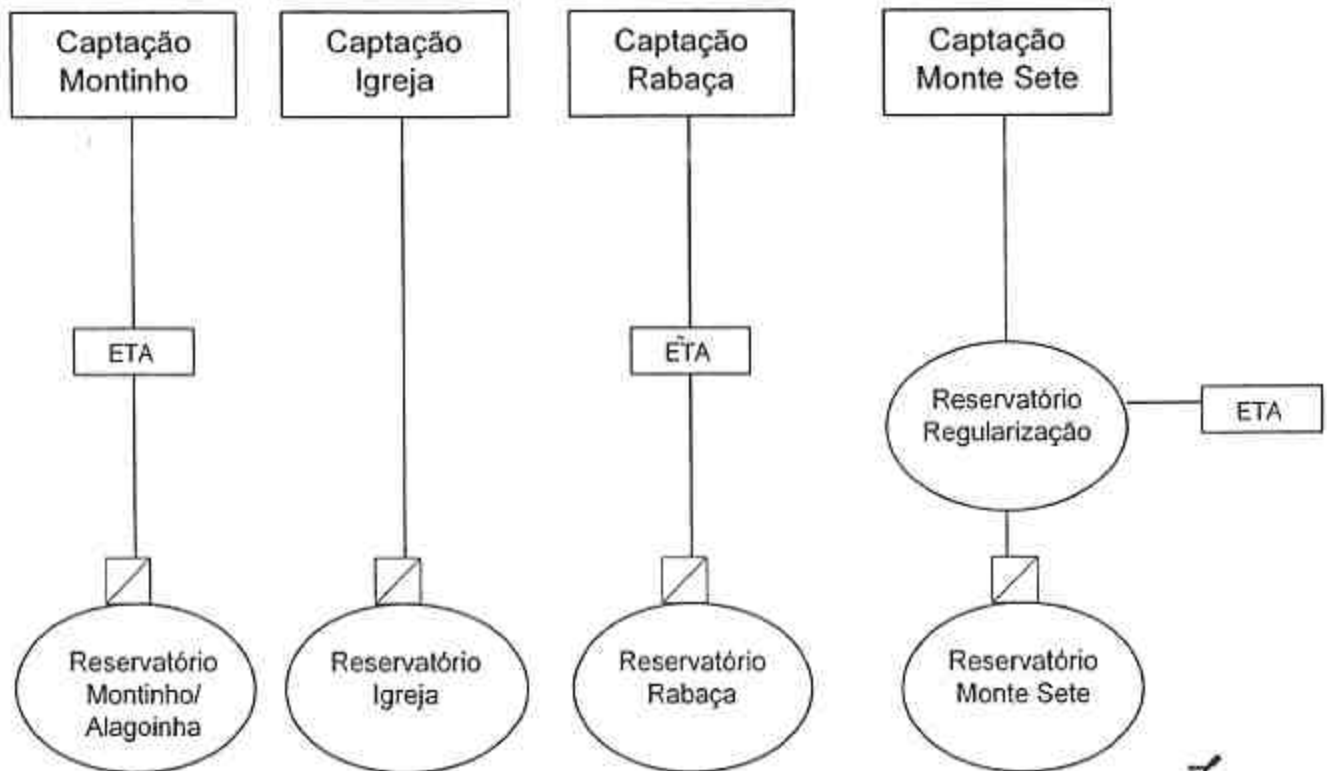 Captação
Montinho
Captação
Igreja
Captação
Rabaça
Captação
Monte Sete
ETA
ETA
Reservatório
Regularização
ETA
Reservatório
Montinho/
Alagoinha
Reservatório
Igreja
Reservatório
Rabaça
Reservatório
Monte Sete